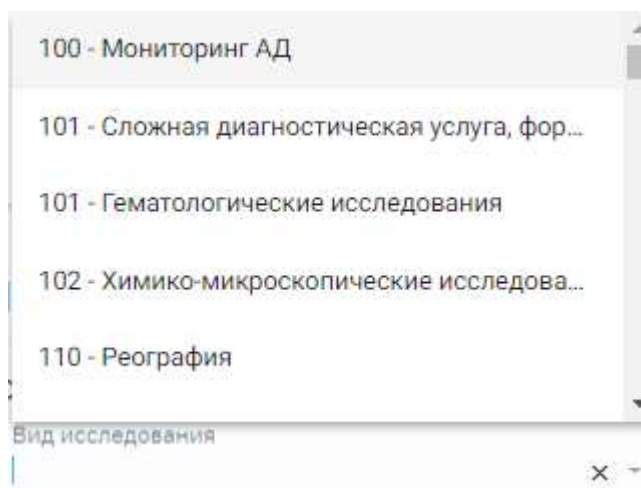 100 - Мониторинг АД
101 - Сложная диагностическая услуга, фор...
101 - Гематологические исследования
102 - Химико-микроскопические исследова...
110 - Реография
Вид исследования